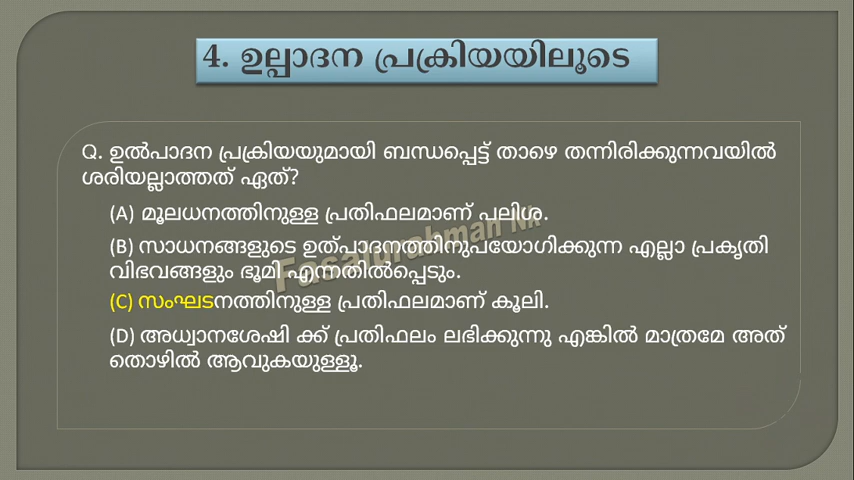 4. ഉല്പാദന പ്രക്രിയയിലൂടെ
Q. ഉൽപാദന പ്രക്രിയയുമായി ബന്ധപ്പെട്ട് താഴെ തന്നിരിക്കുന്നവയിൽ
ശരിയല്ലാത്തത് ഏത്?
(A) മൂലധനത്തിനുള്ള പ്രതിഫലമാണ് പലിശ.
(B) സാധനങ്ങളുടെ ഉത്പാദനത്തിനുപയോഗിക്കുന്ന എല്ലാ പ്രകൃതി
വിഭവങ്ങളും ഭൂമി എന്നതിൽപ്പെടും.
(C) സംഘടനത്തിനുള്ള പ്രതിഫലമാണ് കൂലി.
(D) അധ്വാനശേഷി ക്ക് പ്രതിഫലം ലഭിക്കുന്നു എങ്കിൽ മാത്രമേ അത്
തൊഴിൽ ആവുകയുള്ളൂ.
Fasalurahman Nk